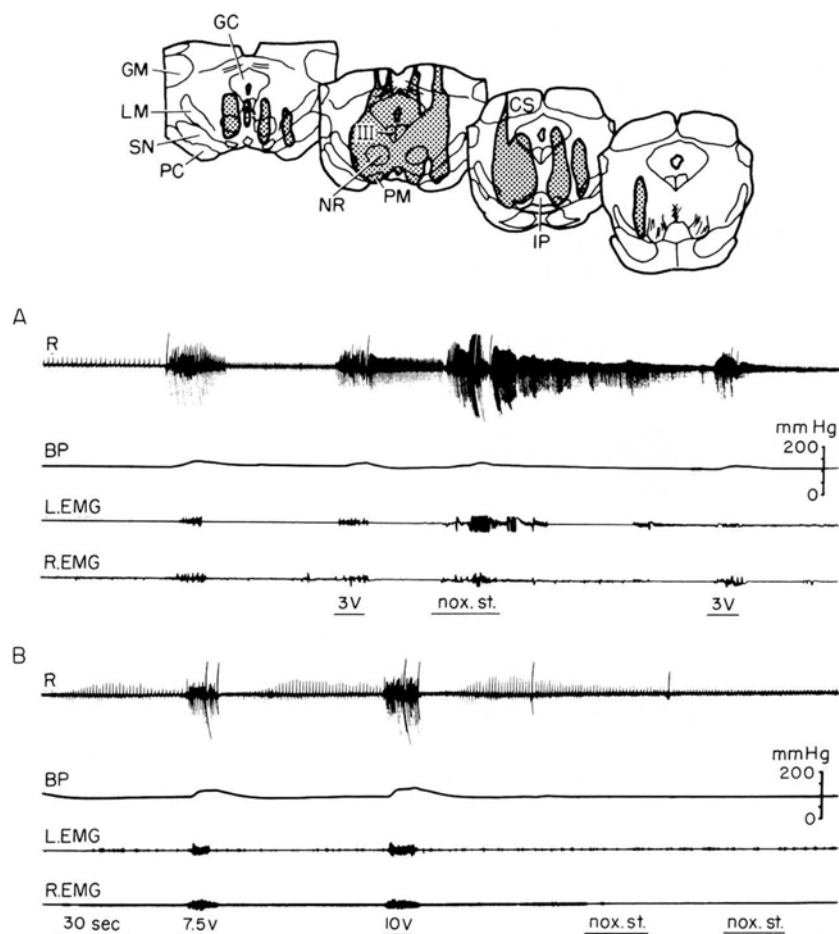 GC
GM
LM
SN
PC
III
NR
PM
CS
IP
A
R
BP
mm Hg
200
0
L.EMG
R.EMG
3V
nox. st.
3V
B
R
BP
mmHg
200
0
L.EMG
R.EMG
30 sec
7.5V
10V
nox. st.
nox. st.